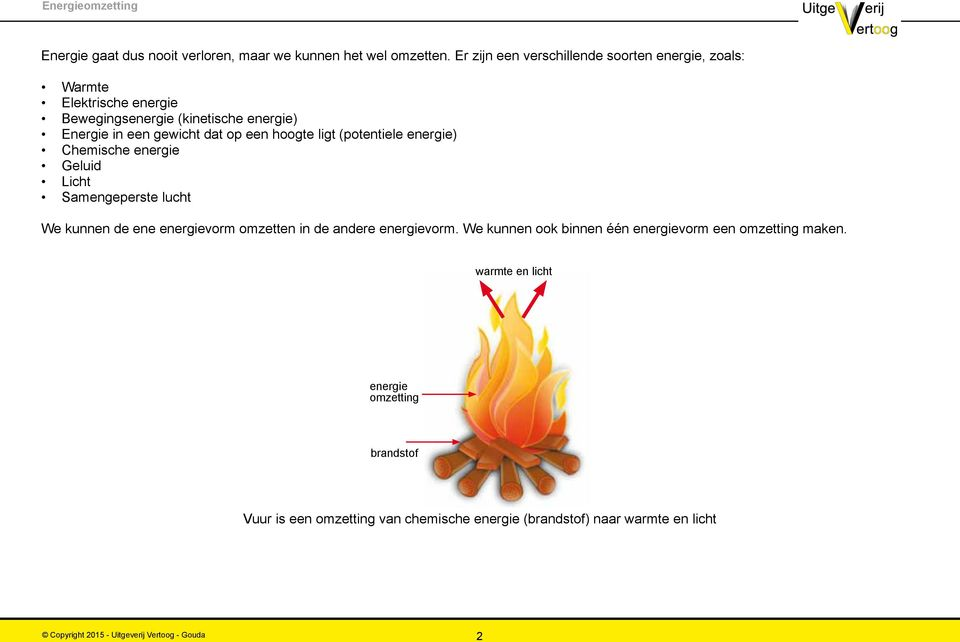 Energieomzetting
Uitgeverij
Vertoog
Energie gaat dus nooit verloren, maar we kunnen het wel omzetten. Er zijn een verschillende soorten energie, zoals:
• Warmte
• Elektrische energie
• Bewegingsenergie (kinetische energie)
• Energie in een gewicht dat op een hoogte ligt (potentiele energie)
• Chemische energie
• Geluid
• Licht
• Samengeperste lucht
We kunnen de ene energievorm omzetten in de andere energievorm. We kunnen ook binnen één energievorm een omzetting maken.
warmte en licht
energie
omzetting
brandstof
Vuur is een omzetting van chemische energie (brandstof) naar warmte en licht
© Copyright 2015 - Uitgeverij Vertoog - Gouda
2